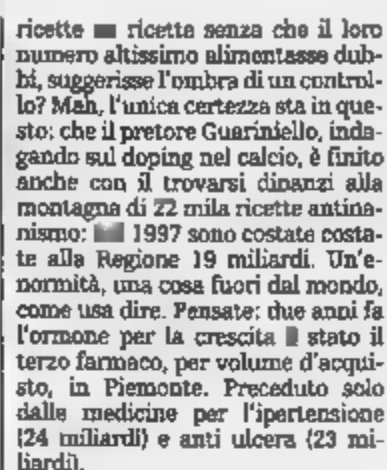 ricette ricetta senza che il loro
numero altissimo alimentasse dub-
bi, suggerisse l'ombra di un control-
lo? Mah, l'unica certezza sta in que-
sto: che il pretore Guariniello, inda-
gando sul doping nel calcio, è finito
anche con il trovarsi dinanzi alla
montagna di 22 mila ricette antina-
nismo: 1997 sono costate costa-
te alla Regione 19 miliardi. Un'e-
normità, una cosa fuori dal mondo,
come usa dire. Pensate: due anni fa
l'ormone per la crescita stato il
terzo farmaco, per volume d'acqui-
sto, in Piemonte. Preceduto solo
dalle medicine per l'ipertensione
(24 miliardi) e anti ulcera (23 mi-
liardi).